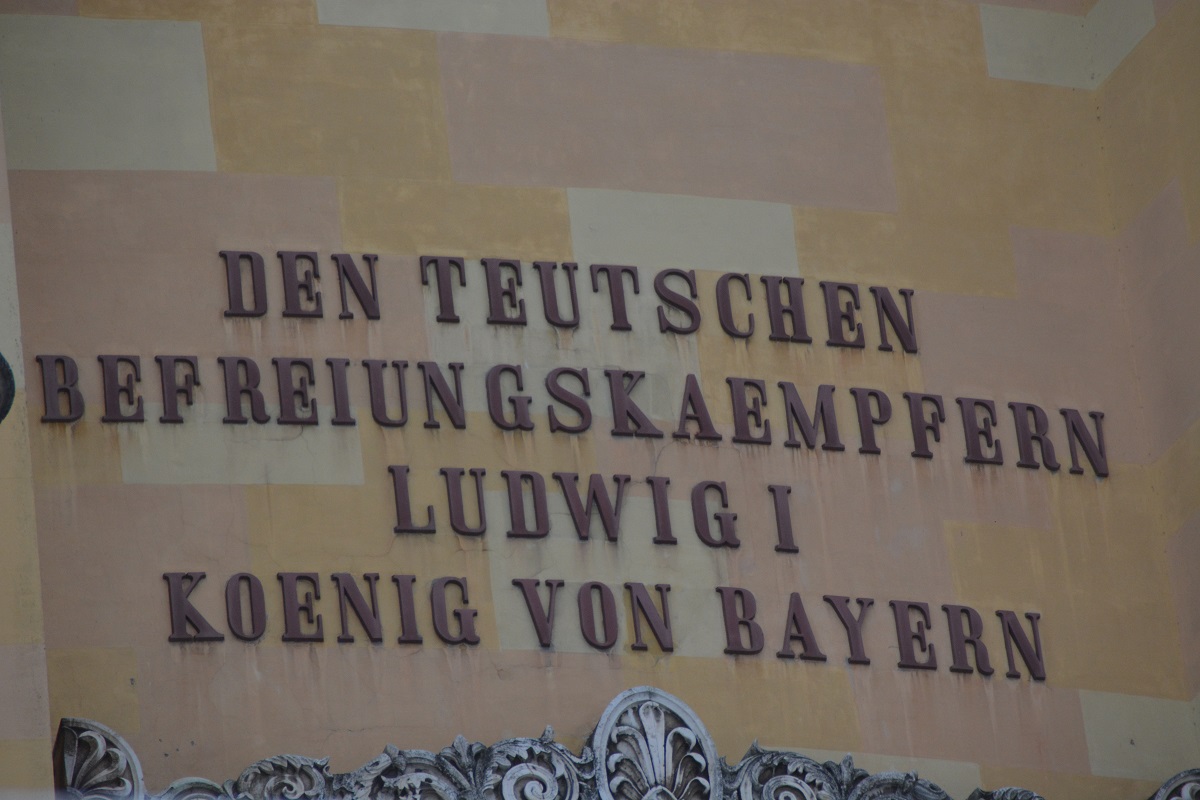 DEN TEUTSCHEN
BEFREIUNGSKAEMPFERN
LUDWIG I
KOENIG VON BAYERN